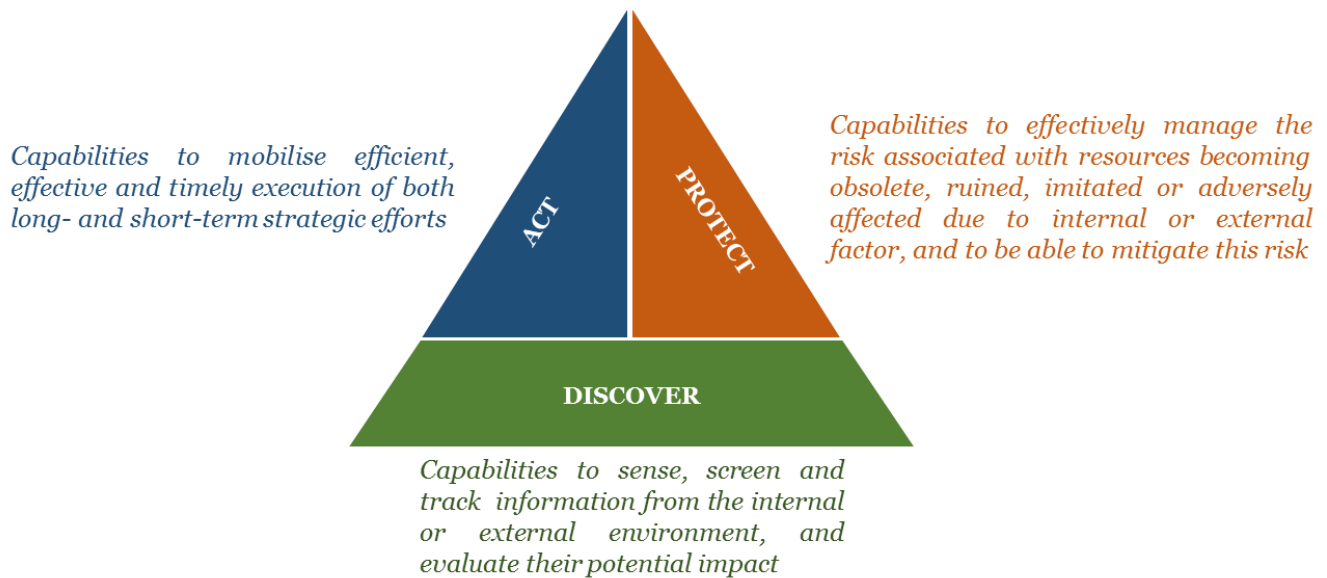 Capabilities to mobilise efficient,
effective and timely execution of both
long- and short-term strategic efforts
ACT
PROTECT
Capabilities to effectively manage the
risk associated with resources becoming
obsolete, ruined, imitated or adversely
affected due to internal or external
factor, and to be able to mitigate this risk
DISCOVER
Capabilities to sense, screen and
track information from the internal
or external environment, and
evaluate their potential impact